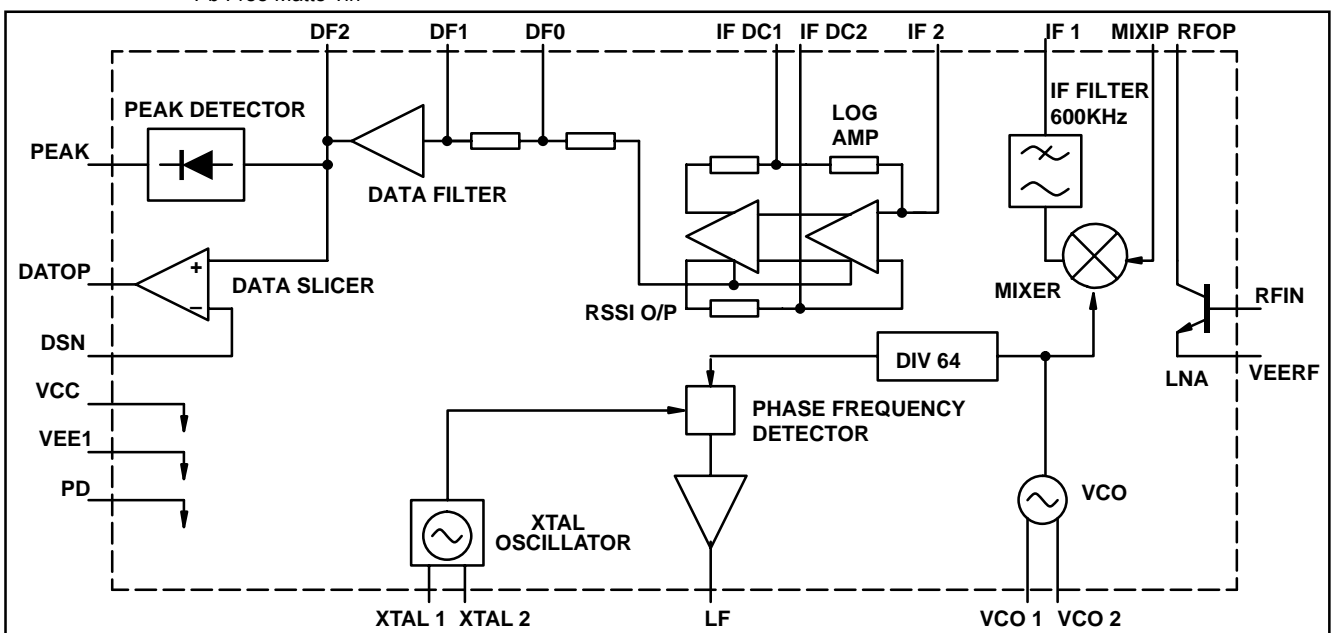 DF2 DF1 DF0 IF DC1 IF DC2 IF 2 IF 1 MIXIP RFOP
PEAK DETECTOR
IF FILTER
600KHz
LOG
AMP
PEAK
DATA FILTER
DATOP
+
–
DATA SLICER
MIXER
RFIN
RSSI O/P
DSN
DIV 64
LNA
VEERF
VCC
PHASE FREQUENCY
DETECTOR
VEE1
PD
VCO
XTAL
OSCILLATOR
XTAL 1 XTAL 2 LF VCO 1 VCO 2